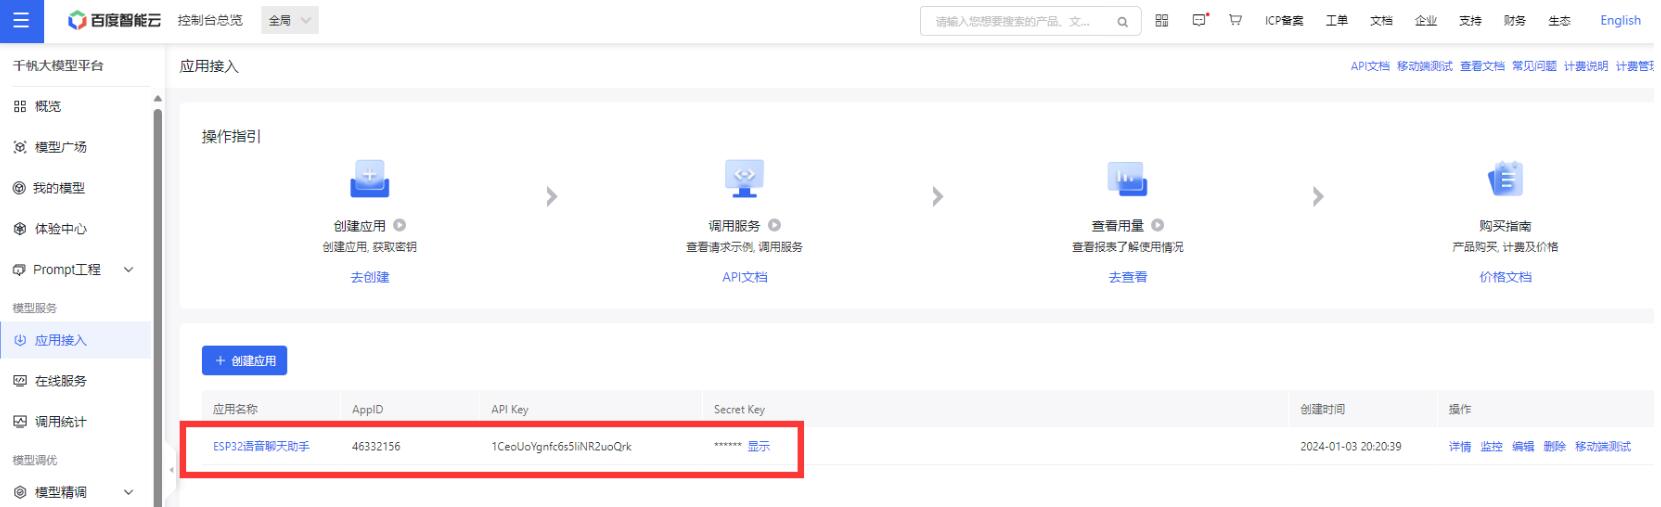 百度智能云 控制台总览 全局 请输入您想要搜索的产品、文... ICP备案 工单 文档 企业 支持 财务 生态 English
千帆大模型平台
概览
模型广场
我的模型
体验中心
Prompt工程
模型服务
应用接入
在线服务
调用统计
模型调优
模型精调
应用接入 API文档 移动端测试 查看文档 常见问题 计费说明 计费管理
操作指引
创建应用 调用服务 查看用量 购买指南
创建应用, 获取密钥 查看请求示例, 调用服务 查看报表了解使用情况 产品购买, 计费及价格
去创建 API文档 去查看 价格文档
+ 创建应用
应用名称 AppID API Key Secret Key 创建时间 操作
ESP32语音聊天助手 46332156 1CeoUoYgnfc6s5IiNR2uoQrk ****** 显示 2024-01-03 20:20:39 详情 监控 编辑 删除 移动端测试